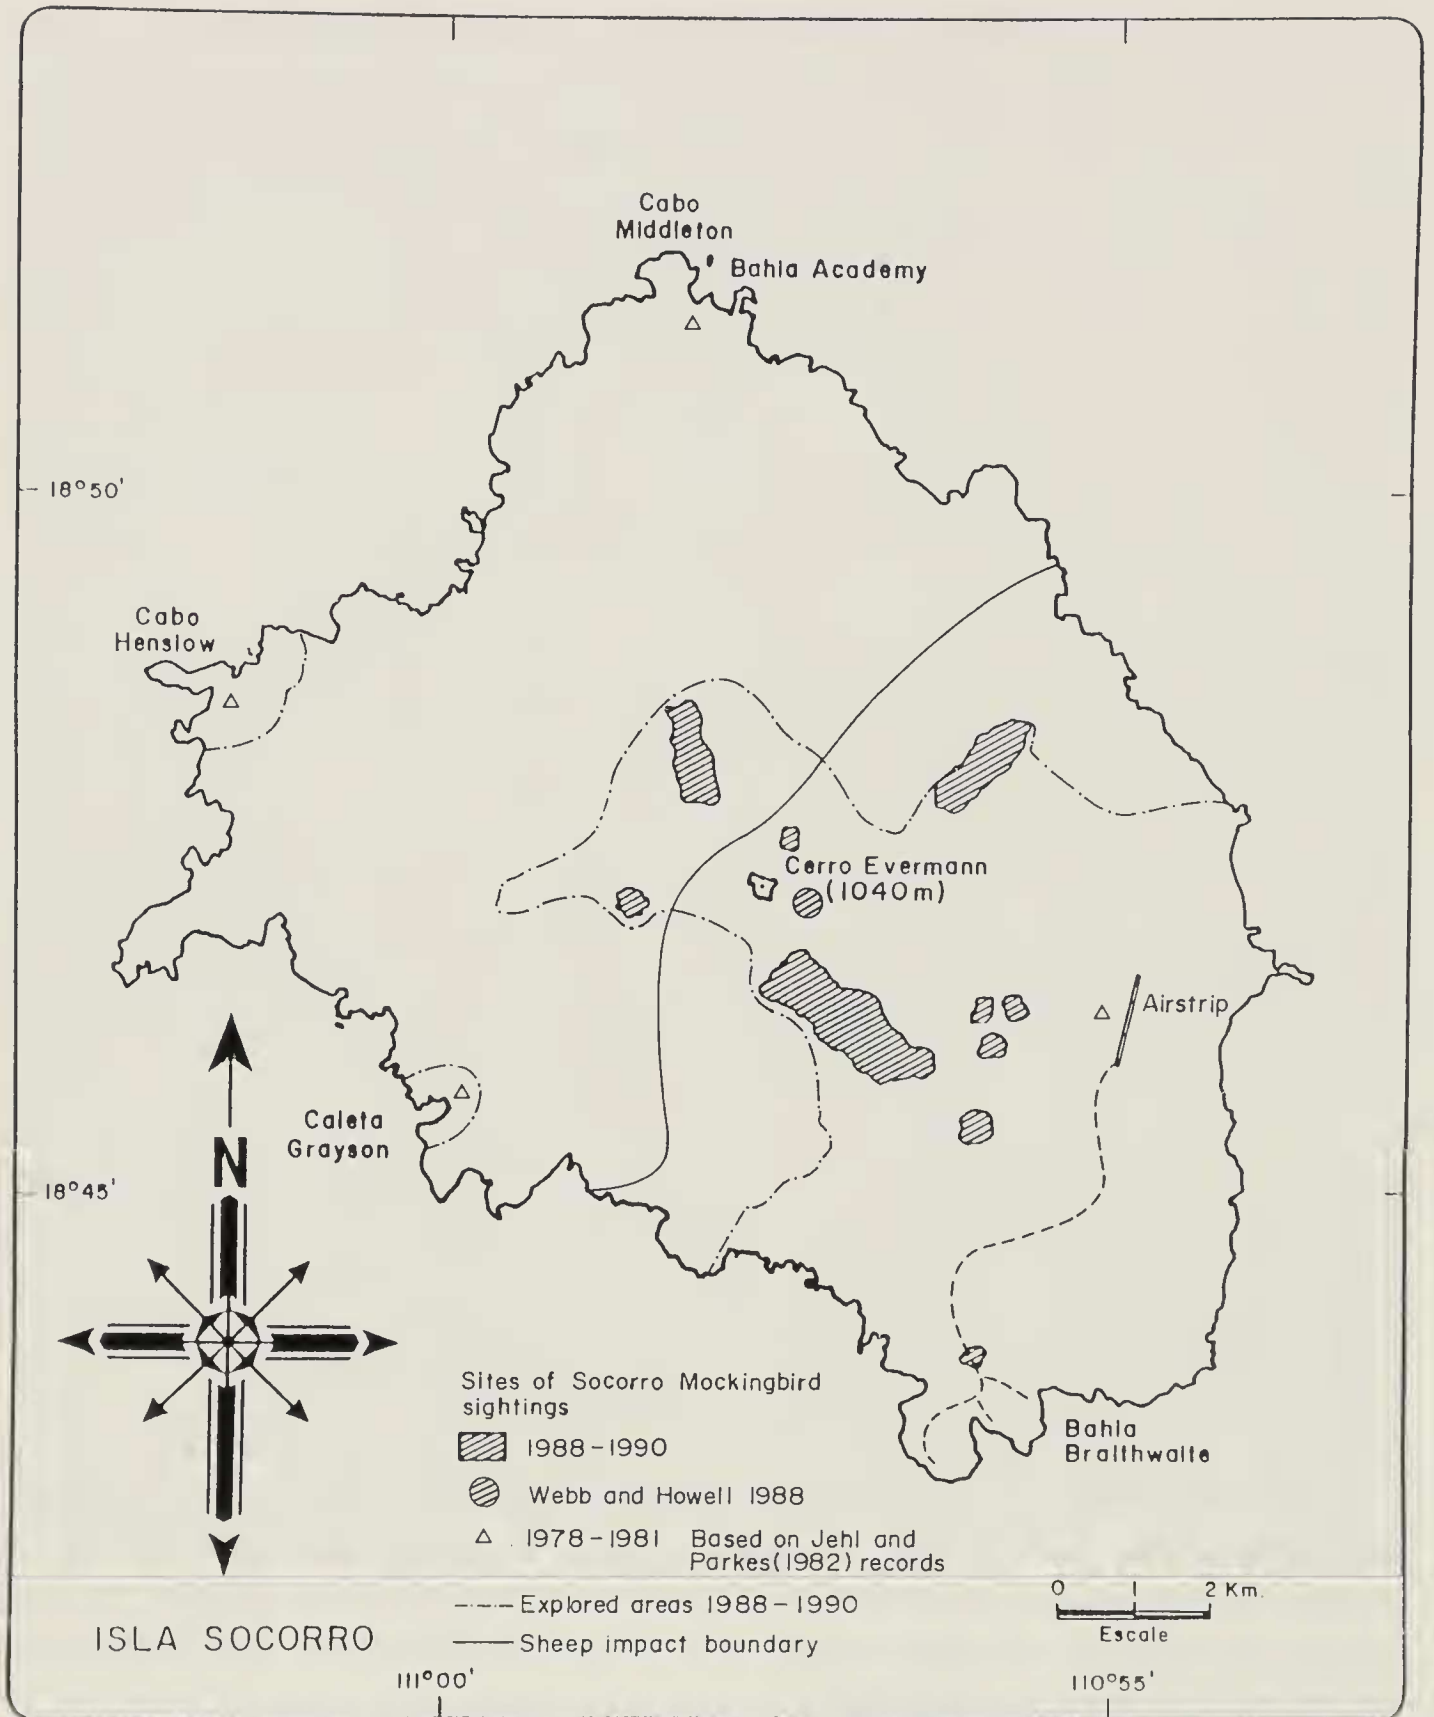 Cabo
Middleton
Bahia Academy
18°50'
Cabo
Henslow
Cerro Evermann
(1040m)
Airstrip
Caleta
Grayson
N
18°45'
Sites of Socorro Mockingbird
sightings
1988-1990
Webb and Howell 1988
1978-1981 Based on Jehl and
Parkes(1982) records
Bahia
Braithwaite
Explored areas 1988-1990
Sheep impact boundary
0 1 2 Km.
Escale
ISLA SOCORRO
111°00'
110°55'